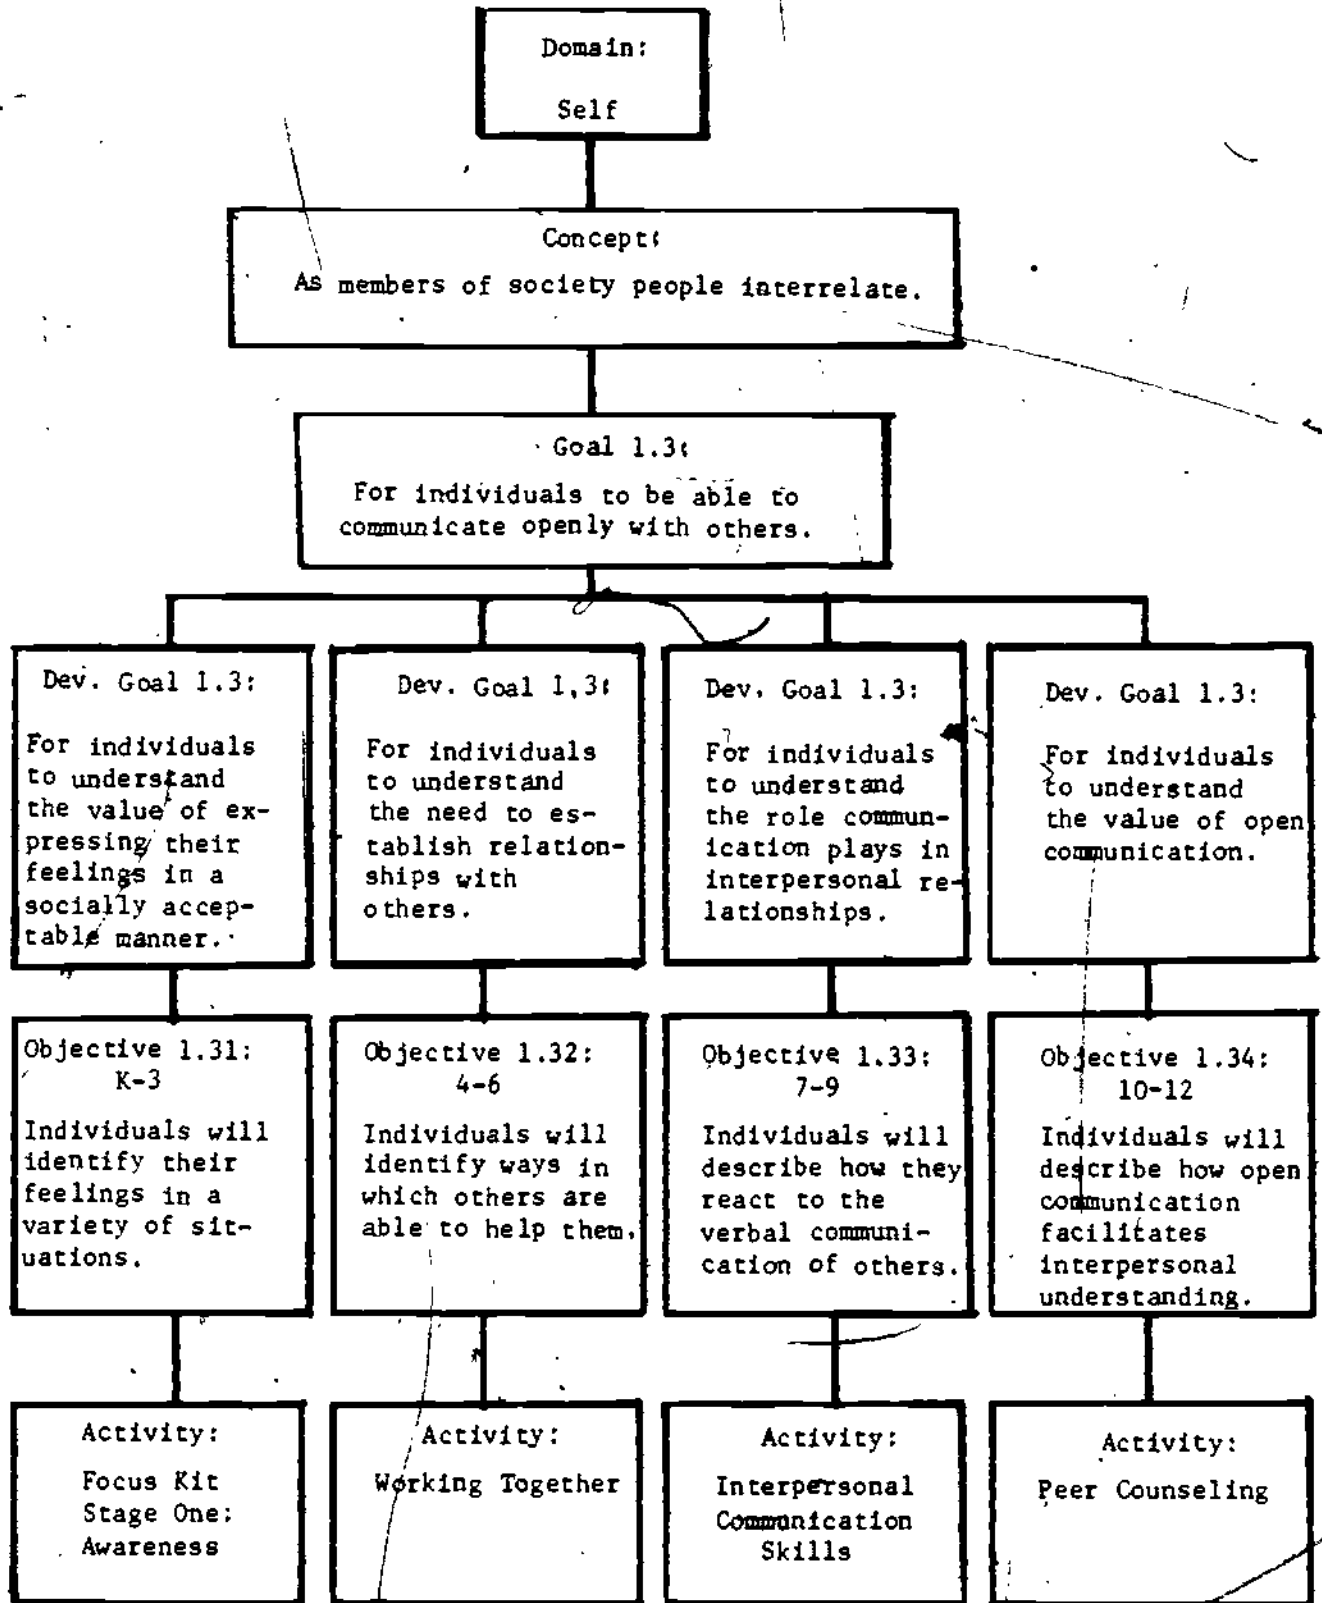 Domain:
Self
Concept:
As members of society people interrelate.
Goal 1.3:
For individuals to be able to
communicate openly with others.
Dev. Goal 1.3:
For individuals
to understand
the value of ex-
pressing their
feelings in a
socially accep-
table manner.
Dev. Goal 1,3:
For individuals
to understand
the need to es-
tablish relation-
ships with
others.
Dev. Goal 1.3:
For individuals
to understand
the role commun-
ication plays in
interpersonal re-
lationships.
Dev. Goal 1.3:
For individuals
to understand
the value of open
communication.
Objective 1.31:
K-3
Individuals will
identify their
feelings in a
variety of sit-
uations.
Objective 1.32:
4-6
Individuals will
identify ways in
which others are
able to help them.
Objective 1.33:
7-9
Individuals will
describe how they
react to the
verbal communi-
cation of others.
Objective 1.34:
10-12
Individuals will
describe how open
communication
facilitates
interpersonal
understanding.
Activity:
Focus Kit
Stage One:
Awareness
Activity:
Working Together
Activity:
Interpersonal
Communication
Skills
Activity:
Peer Counseling